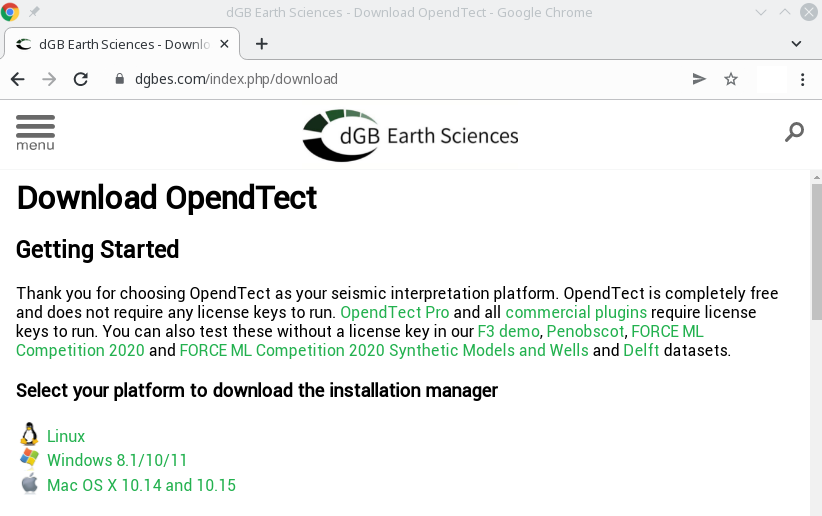 dGB Earth Sciences - Download OpendTect - Google Chrome
dGB Earth Sciences - Downlo
dgbes.com/index.php/download
menu
dGB Earth Sciences
Download OpendTect
Getting Started
Thank you for choosing OpendTect as your seismic interpretation platform. OpendTect is completely free
and does not require any license keys to run. OpendTect Pro and all commercial plugins require license
keys to run. You can also test these without a license key in our F3 demo, Penobscot, FORCE ML
Competition 2020 and FORCE ML Competition 2020 Synthetic Models and Wells and Delft datasets.
Select your platform to download the installation manager
Linux
Windows 8.1/10/11
Mac OS X 10.14 and 10.15